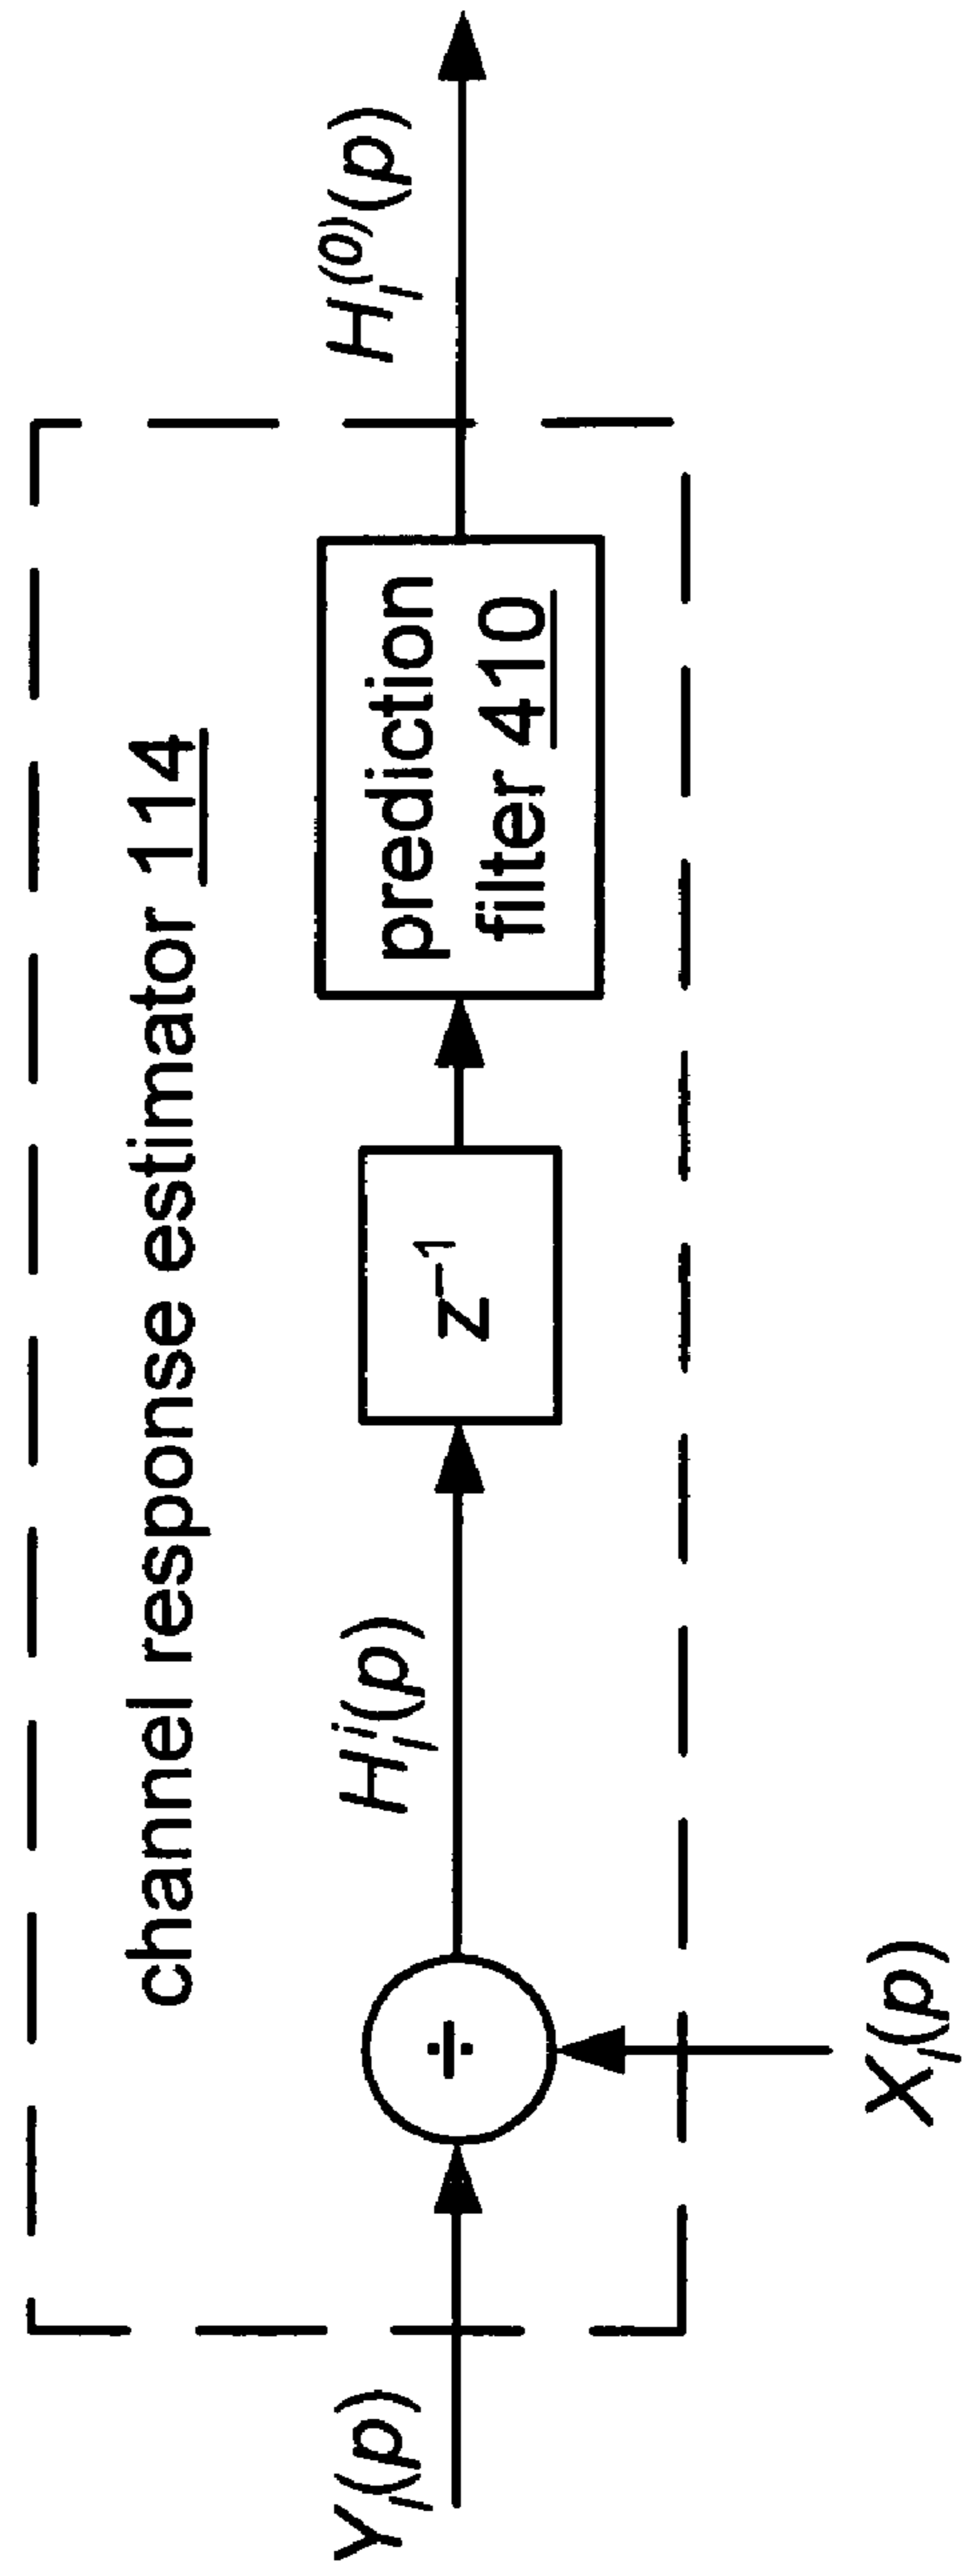 channel response estimator 114
Y_l(p)
÷
X_l(p)
H_l^i(p)
z^-1
prediction
filter 410
H_l^(0)(p)